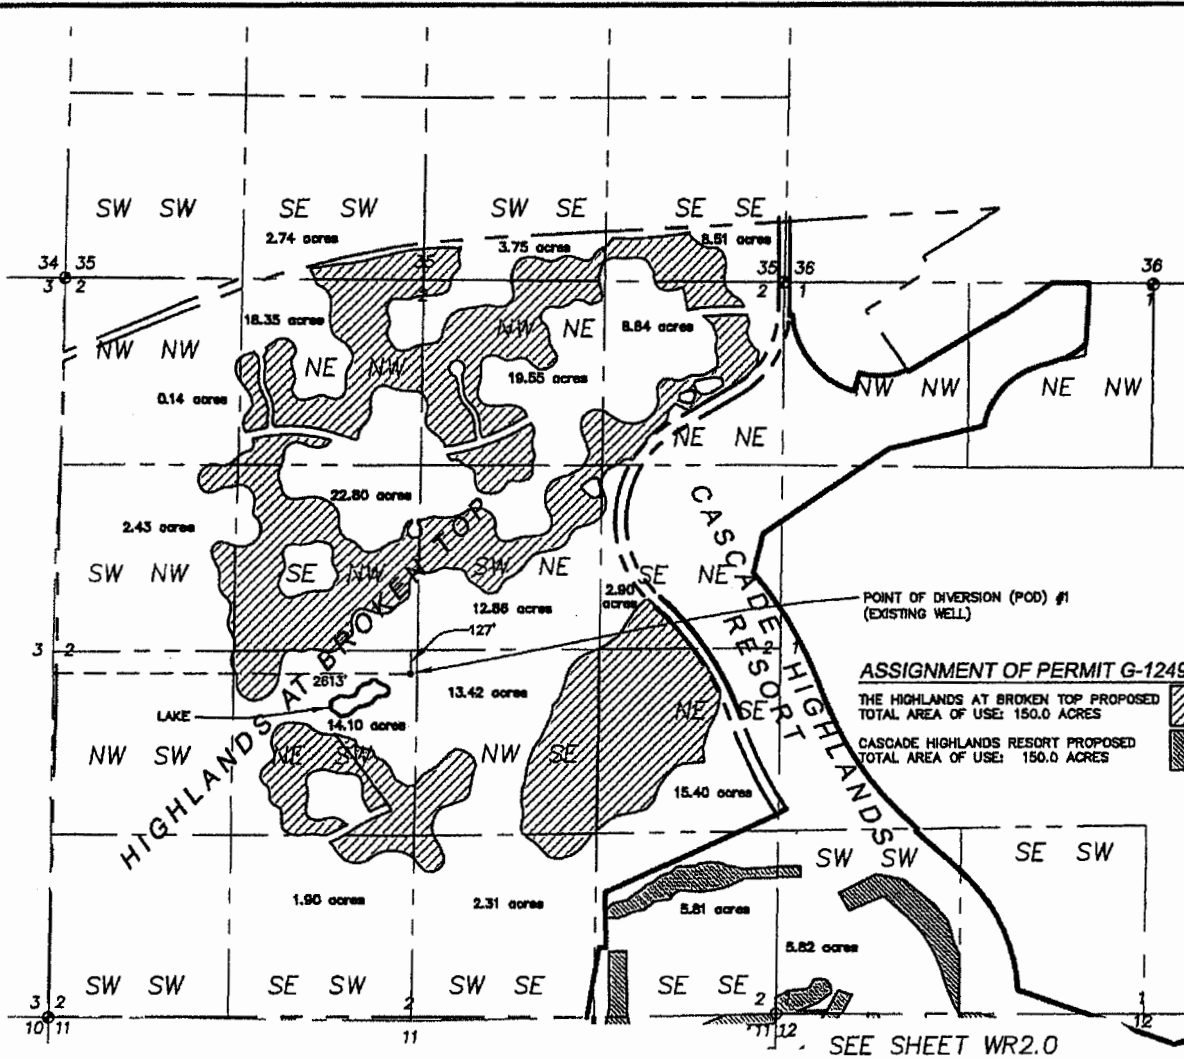 SW SW
SE SW
SW SE
SE SE
2.74 acres
3.75 acres
8.51 acres
34 35
3 2
35
2
35 36
2 1
36
1
18.35 acres
NW NW
NE NW
NW NE
8.84 acres
19.55 acres
0.14 acres
NE NE
NW NW
NE NW
22.80 acres
2.43 acres
SW NW
SE NW
SW NE
SE NE
2.90
acres
12.86 acres
127'
POINT OF DIVERSION (POD) #1
(EXISTING WELL)
3 2
2 1
2613'
13.42 acres
LAKE
14.10 acres
HIGHLANDS AT BROKEN TOP
CASCADE HIGHLANDS
RESORT
ASSIGNMENT OF PERMIT G-1249
THE HIGHLANDS AT BROKEN TOP PROPOSED
TOTAL AREA OF USE: 150.0 ACRES
CASCADE HIGHLANDS RESORT PROPOSED
TOTAL AREA OF USE: 150.0 ACRES
NW SW
NE SW
NW SE
NE SE
15.40 acres
SW SW
SE SW
1.90 acres
2.31 acres
5.81 acres
5.82 acres
SW SW
SE SW
SW SE
SE SE
3 2
10 11
2
11
2
11 12
1
12
SEE SHEET WR2.0